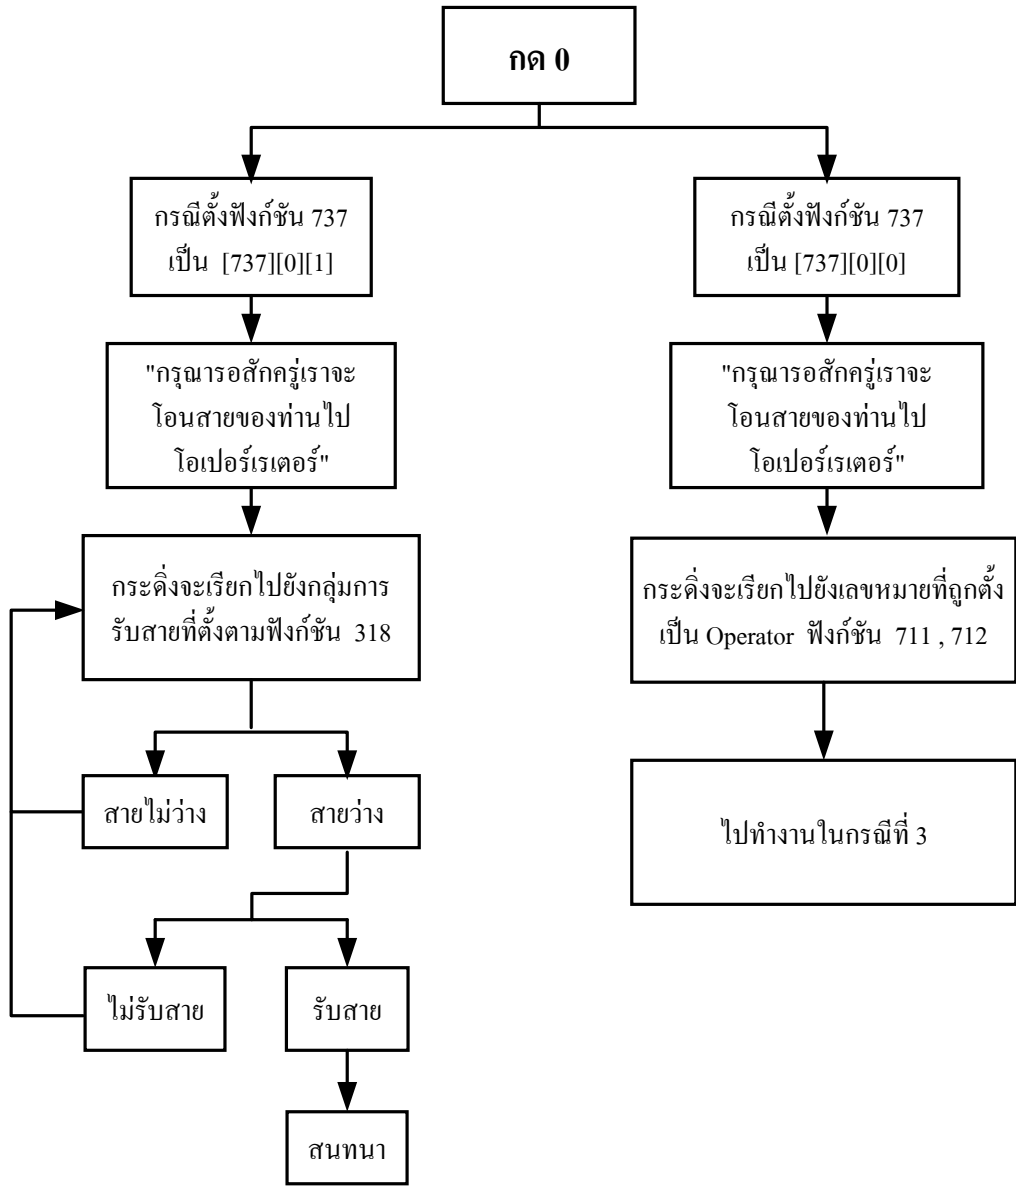 กด 0
กรณีตั้งฟังก์ชัน 737
เป็น [737][0][1]
กรณีตั้งฟังก์ชัน 737
เป็น [737][0][0]
"กรุณารอสักครู่เราจะ
โอนสายของท่านไป
โอเปอร์เรเตอร์"
"กรุณารอสักครู่เราจะ
โอนสายของท่านไป
โอเปอร์เรเตอร์"
กระดิ่งจะเรียกไปยังกลุ่มการ
รับสายที่ตั้งตามฟังก์ชัน 318
กระดิ่งจะเรียกไปยังเลขหมายที่ถูกตั้ง
เป็น Operator ฟังก์ชัน 711 , 712
สายไม่ว่าง
สายว่าง
ไปทำงานในกรณีที่ 3
ไม่รับสาย
รับสาย
สนทนา